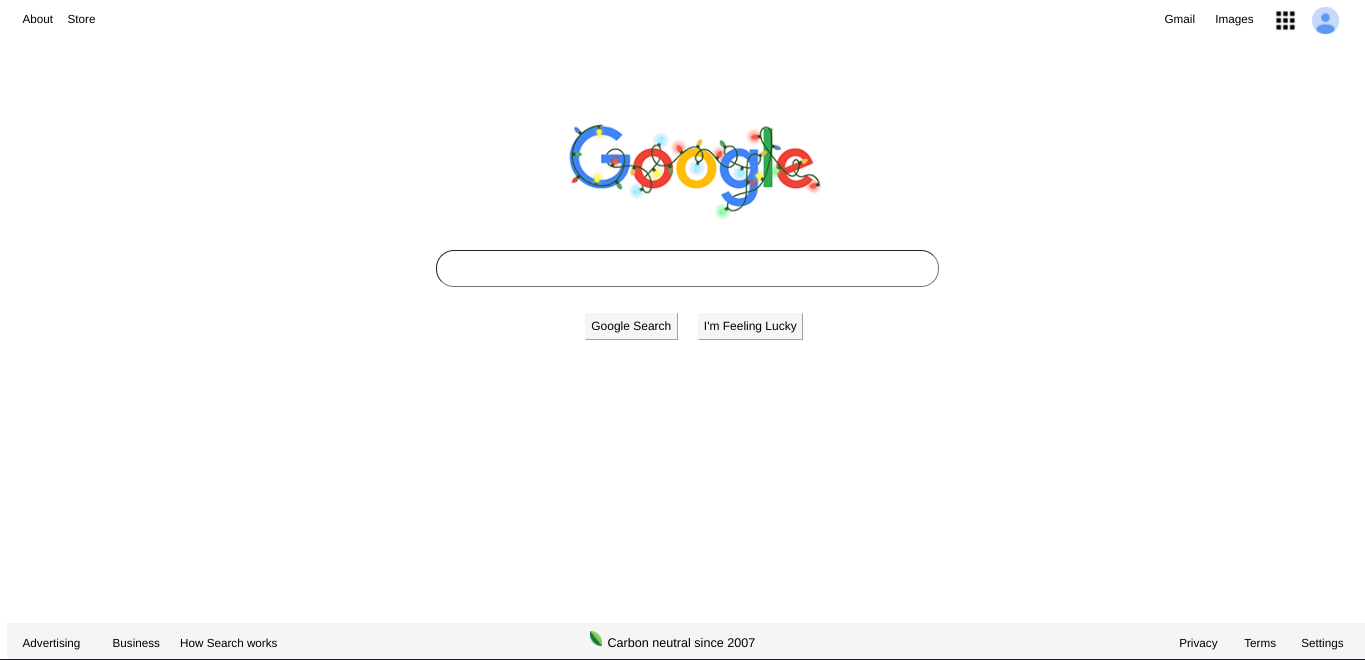 About Store Gmail Images
Google
Google Search I'm Feeling Lucky
Advertising Business How Search works Carbon neutral since 2007 Privacy Terms Settings